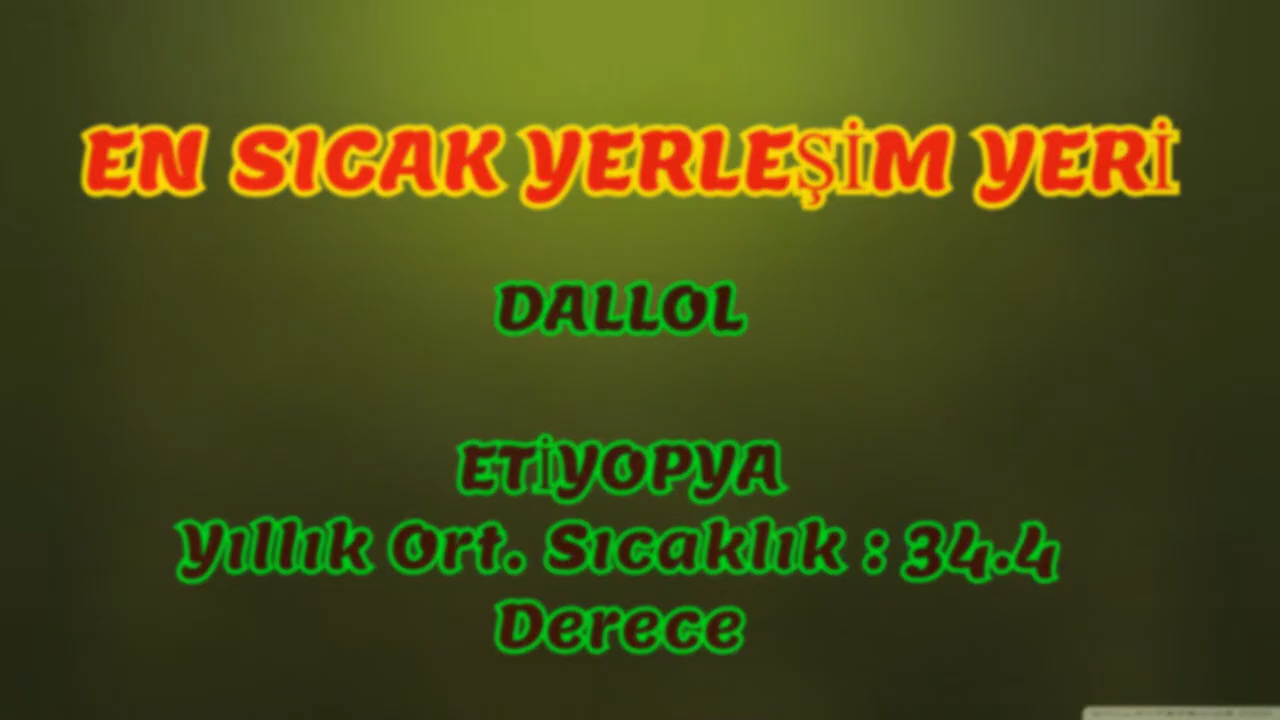 EN SICAK YERLEŞİM YERİ
DALLOL
ETİYOPYA
Yıllık Ort. Sıcaklık : 34.4
Derece